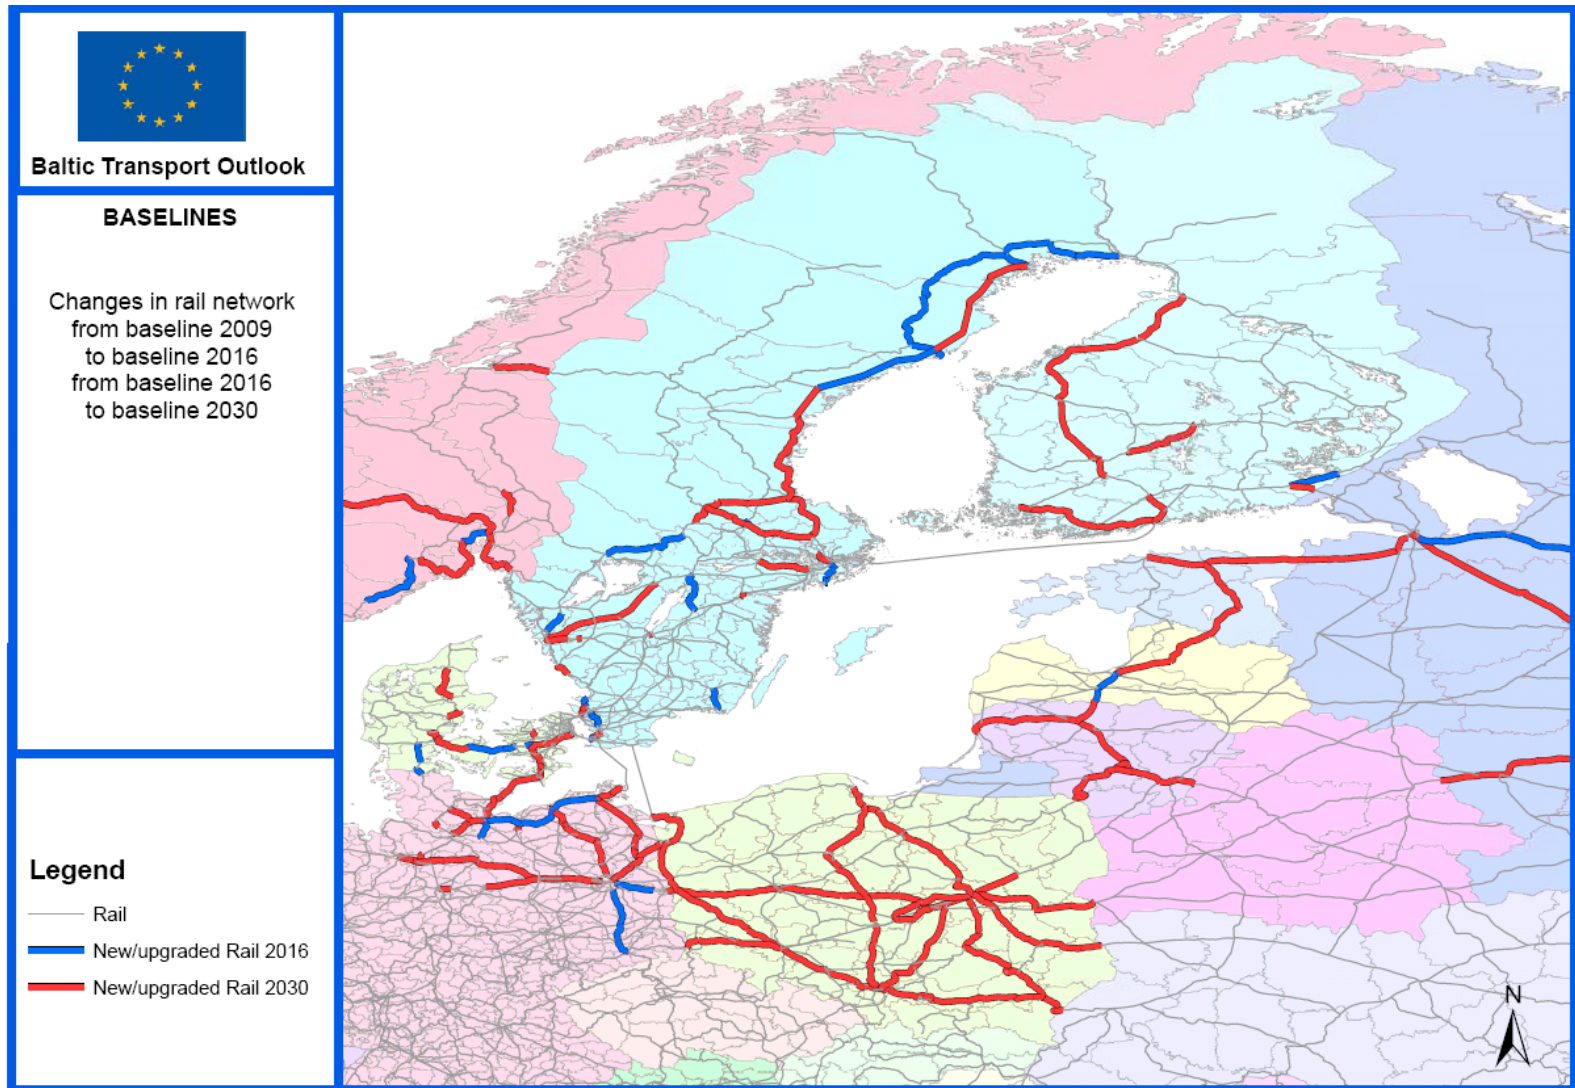 Baltic Transport Outlook
BASELINES
Changes in rail network
from baseline 2009
to baseline 2016
from baseline 2016
to baseline 2030
Legend
Rail
New/upgraded Rail 2016
New/upgraded Rail 2030
N